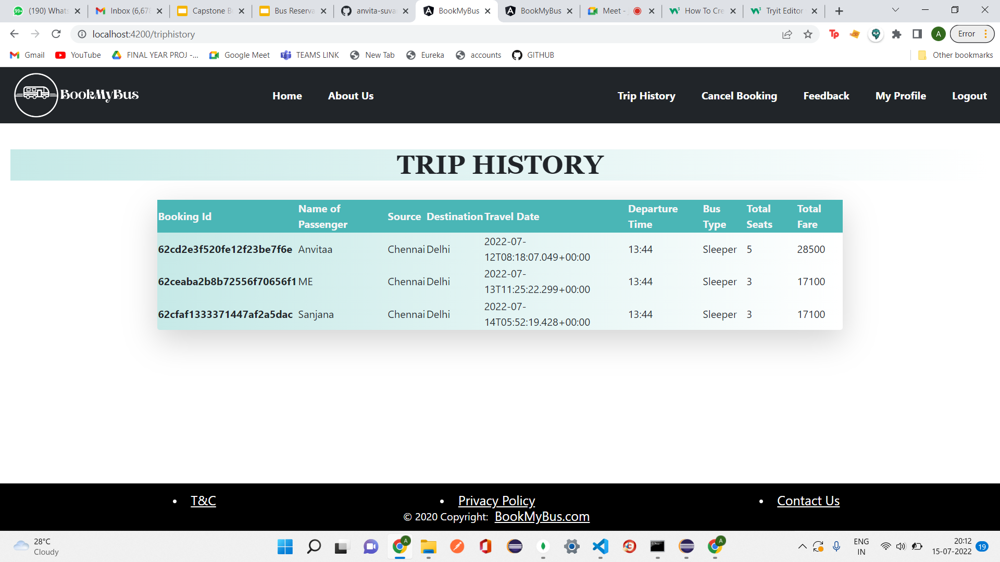 (190) Whats
Inbox (6,678
Capstone B
Bus Reserva
anvita-suva
BookMyBus
BookMyBus
Meet -
How To Cre
Tryit Editor
localhost:4200/triphistory
Error
Gmail
YouTube
FINAL YEAR PROJ -...
Google Meet
TEAMS LINK
New Tab
Eureka
accounts
GITHUB
Other bookmarks
BookMyBus
Home
About Us
Trip History
Cancel Booking
Feedback
My Profile
Logout
TRIP HISTORY
Booking Id
Name of
Passenger
Source
Destination
Travel Date
Departure
Time
Bus
Type
Total
Seats
Total
Fare
62cd2e3f520fe12f23be7f6e
Anvitaa
Chennai
Delhi
2022-07-
12T08:18:07.049+00:00
13:44
Sleeper
5
28500
62ceaba2b8b72556f70656f1
ME
Chennai
Delhi
2022-07-
13T11:25:22.299+00:00
13:44
Sleeper
3
17100
62cfaf1333371447af2a5dac
Sanjana
Chennai
Delhi
2022-07-
14T05:52:19.428+00:00
13:44
Sleeper
3
17100
T&C
Privacy Policy
Contact Us
© 2020 Copyright: BookMyBus.com
28°C
Cloudy
ENG
IN
20:12
15-07-2022
19